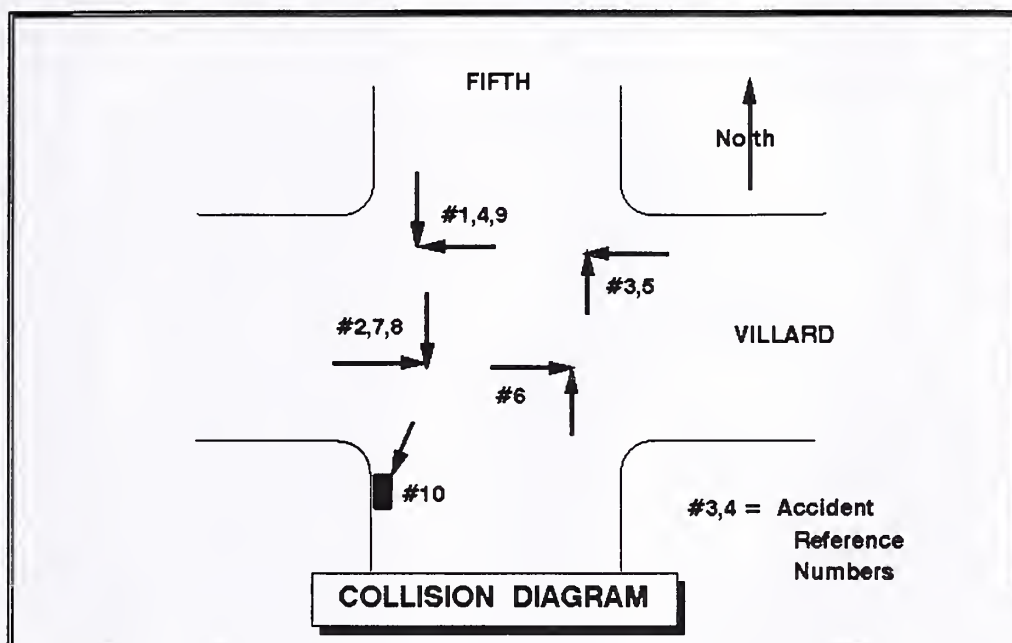 FIFTH
North
#1,4,9
#3,5
#2,7,8
VILLARD
#6
#10
#3,4 = Accident
Reference
Numbers
COLLISION DIAGRAM